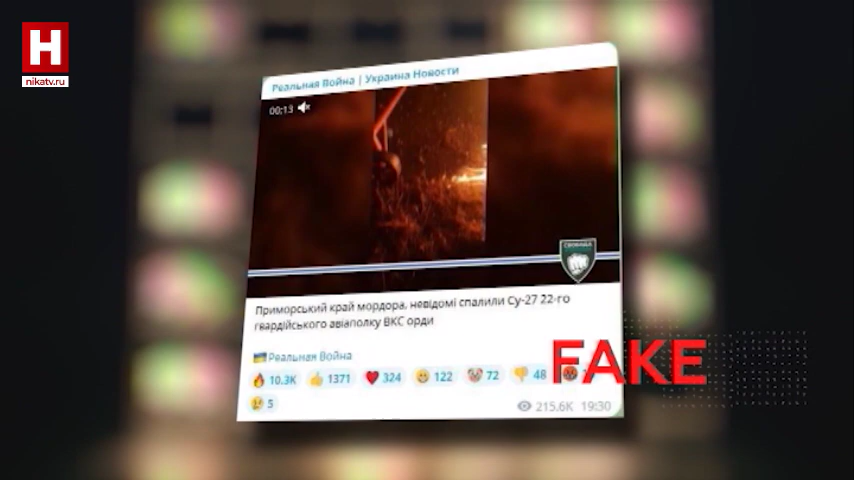 Н
nikatv.ru
Реальная Война | Украина Новости
00:13
СВОБОДА
Приморський край мордора, невідомі спалили Су-27 22-го
гвардійського авіаполку ВКС орди
Реальная Война
10.3K 1371 324 122 72 48
5
215.6K 19:30
FAKE